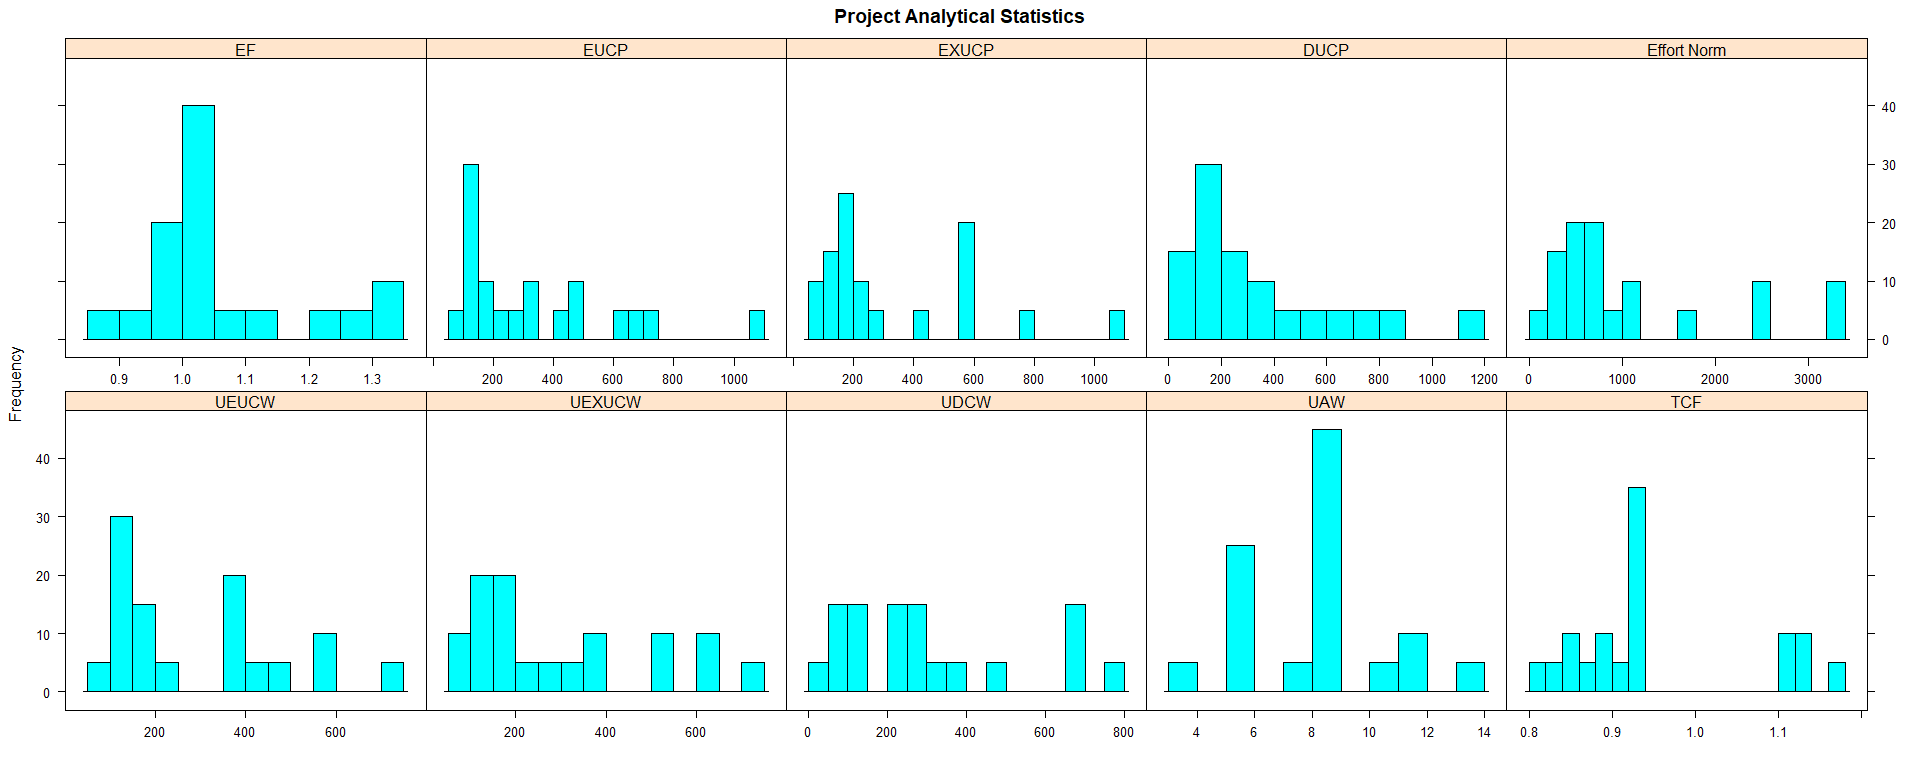 Project Analytical Statistics
EF EUCP EXUCP DUCP Effort Norm
40
30
20
10
0
0.9 1.0 1.1 1.2 1.3 200 400 600 800 1000 200 400 600 800 1000 0 200 400 600 800 1000 1200 0 1000 2000 3000
Frequency
UEUCW UEXUCW UDCW UAW TCF
40
30
20
10
0
200 400 600 200 400 600 0 200 400 600 800 4 6 8 10 12 14 0.8 0.9 1.0 1.1